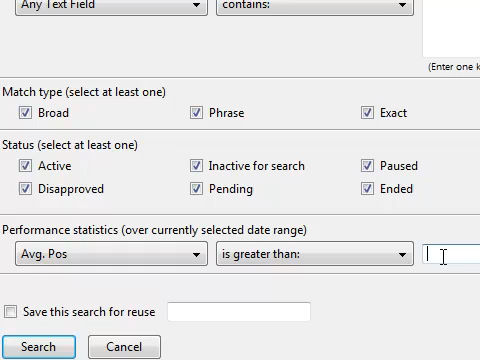 Any Text Field contains:
(Enter one k
Match type (select at least one)
Broad Phrase Exact
Status (select at least one)
Active Inactive for search Paused
Disapproved Pending Ended
Performance statistics (over currently selected date range)
Avg. Pos is greater than:
Save this search for reuse
Search Cancel